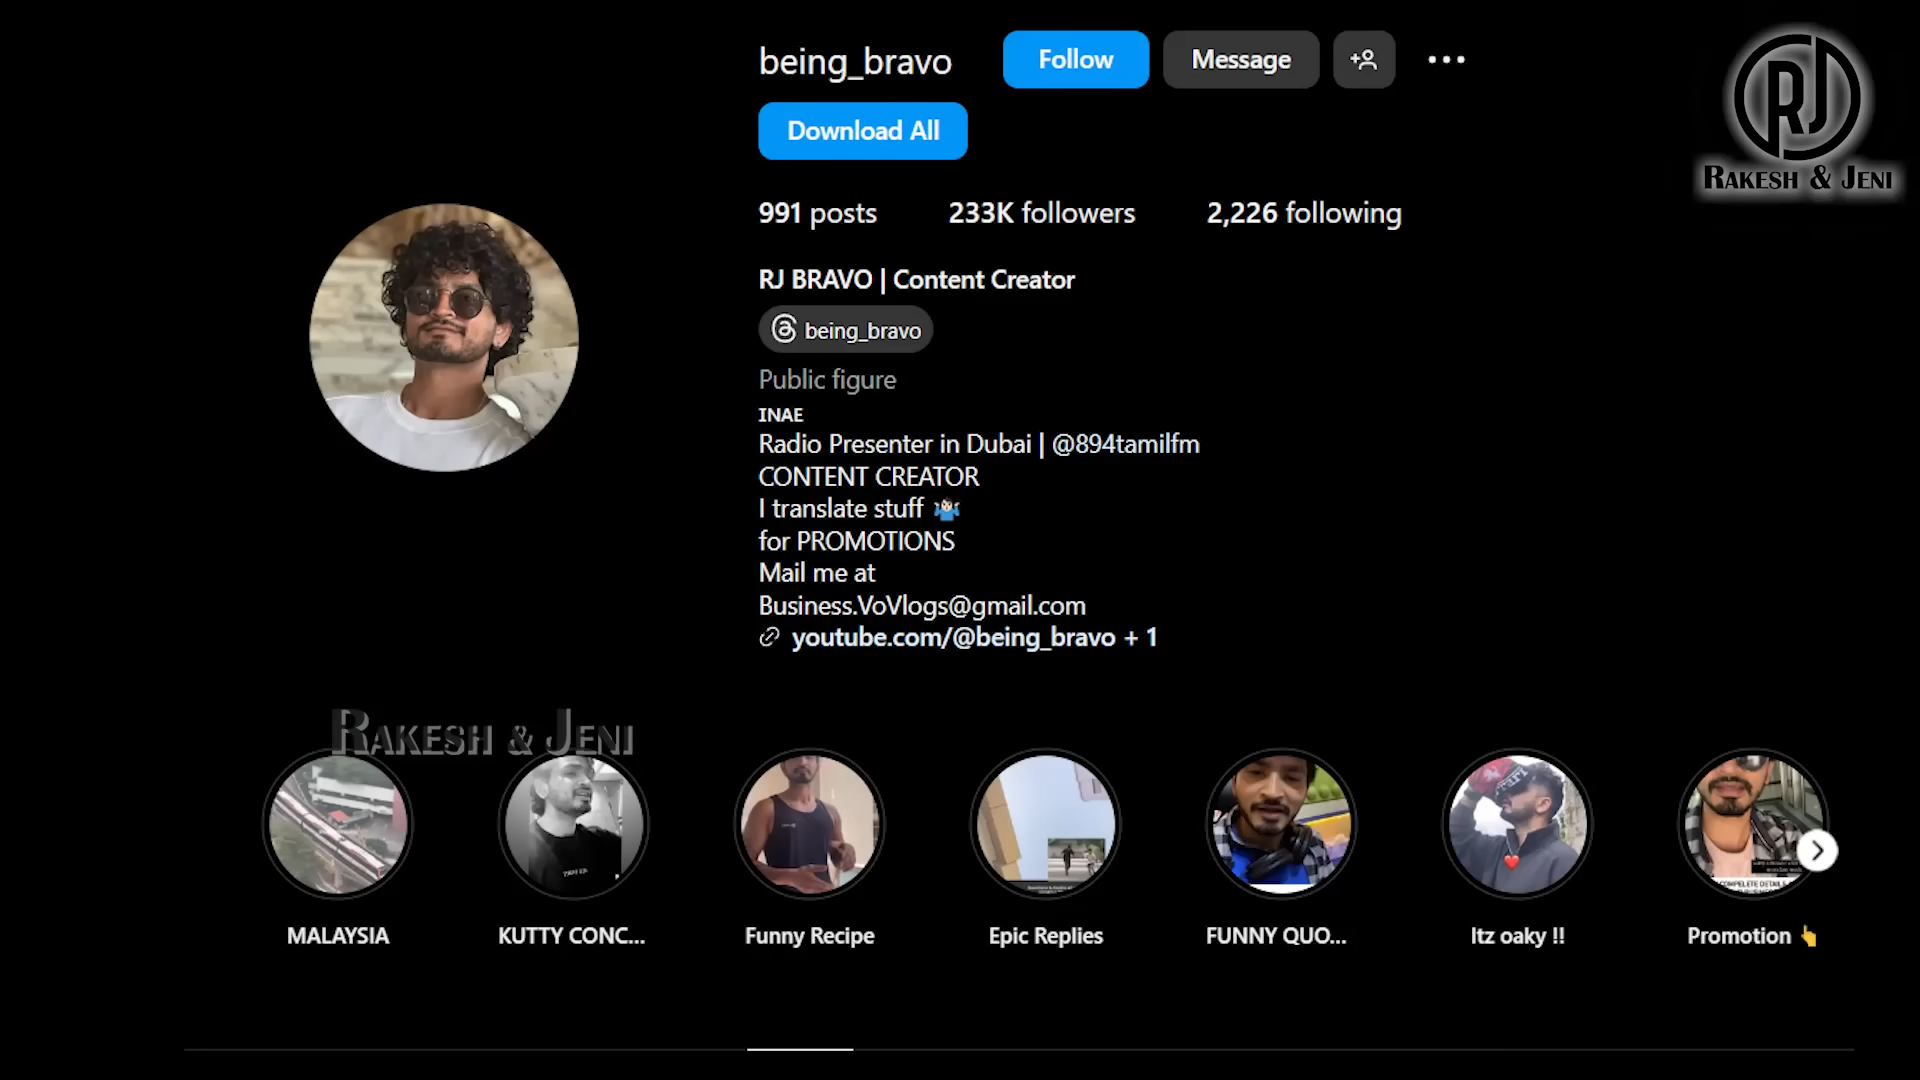 being_bravo
Follow
Message
Download All
RJ
RAKESH & JENI
991 posts
233K followers
2,226 following
RJ BRAVO | Content Creator
being_bravo
Public figure
INAE
Radio Presenter in Dubai | @894tamilfm
CONTENT CREATOR
I translate stuff 🤷🏻‍♂️
for PROMOTIONS
Mail me at
Business.VoVlogs@gmail.com
youtube.com/@being_bravo + 1
RAKESH & JENI
MALAYSIA
KUTTY CONC...
Funny Recipe
Epic Replies
FUNNY QUO...
Itz oaky !!
Promotion 👆